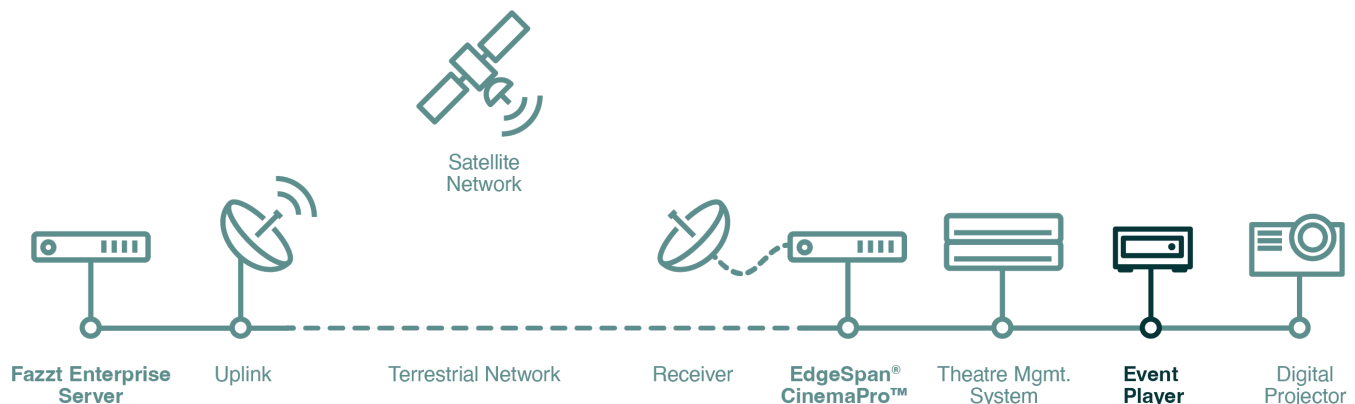 Satellite
Network
Fazzt Enterprise
Server
Uplink
Terrestrial Network
Receiver
EdgeSpan®
CinemaPro™
Theatre Mgmt.
System
Event
Player
Digital
Projector